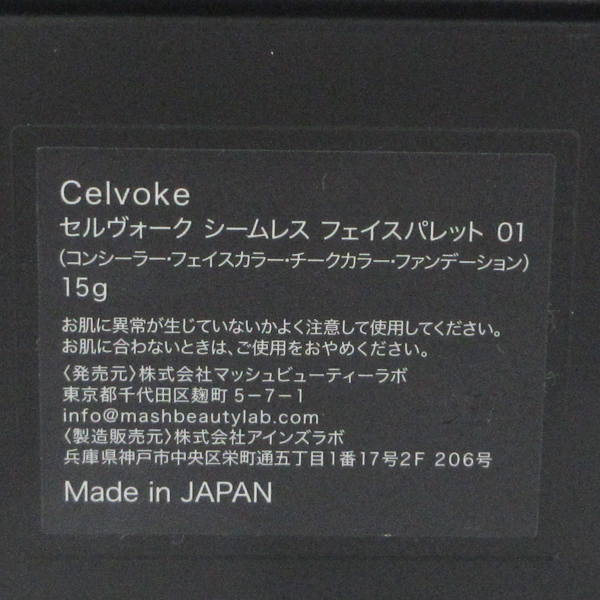 Celvoke
セルヴォーク シームレス フェイスパレット 01
(コンシーラー・フェイスカラー・チークカラー・ファンデーション)
15g
お肌に異常が生じていないかよく注意して使用してください。
お肌に合わないときは、ご使用をおやめください。
〈発売元〉株式会社マッシュビューティーラボ
東京都千代田区麹町5-7-1
info@mashbeautylab.com
〈製造販売元〉株式会社アインズラボ
兵庫県神戸市中央区栄町通五丁目1番17号2F 206号
Made in JAPAN